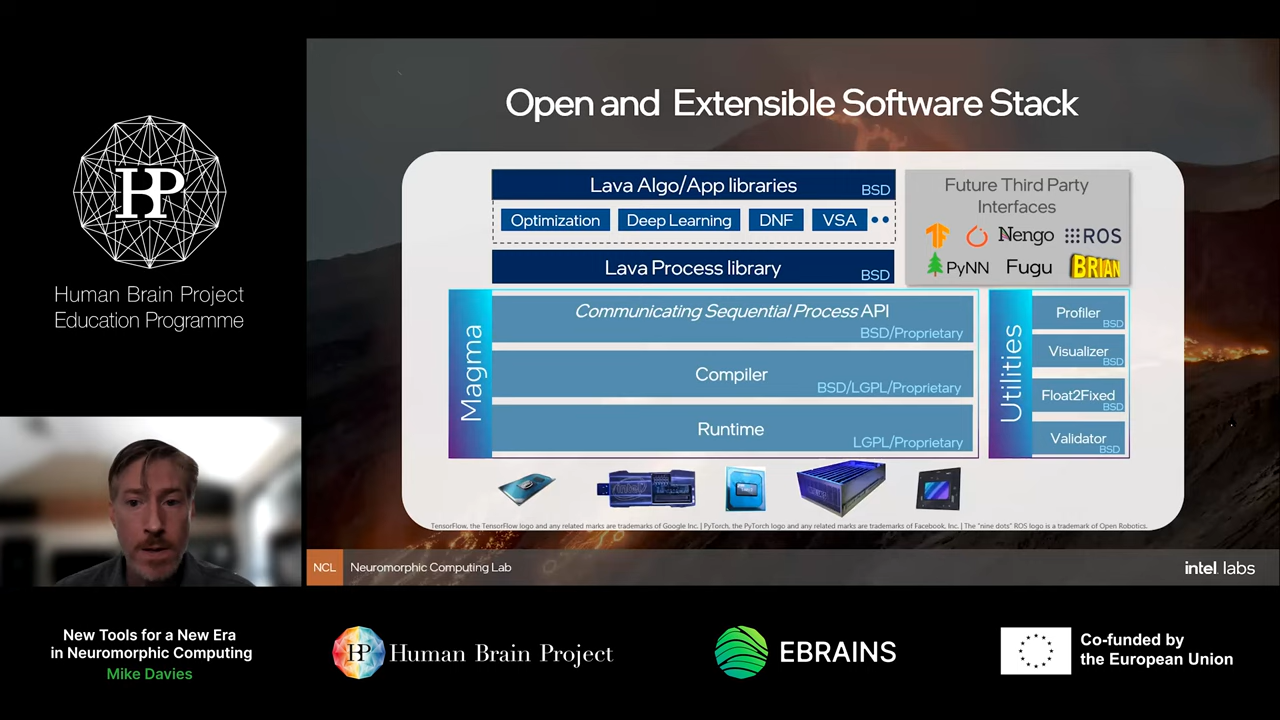 Open and Extensible Software Stack
HP
Human Brain Project
Education Programme
Lava Algo/App libraries
BSD
Optimization
Deep Learning
DNF
VSA
Lava Process library
BSD
Future Third Party
Interfaces
Nengo
ROS
PyNN
Fugu
BRIAN
Magma
Communicating Sequential Process API
BSD/Proprietary
Compiler
BSD/LGPL/Proprietary
Runtime
LGPL/Proprietary
Utilities
Profiler
BSD
Visualizer
BSD
Float2Fixed
BSD
Validator
BSD
TensorFlow, the TensorFlow logo and any related marks are trademarks of Google Inc. | PyTorch, the PyTorch logo and any related marks are trademarks of Facebook, Inc. | The "nine dots" ROS logo is a trademark of Open Robotics.
NCL
Neuromorphic Computing Lab
intel labs
New Tools for a New Era
in Neuromorphic Computing
Mike Davies
HP
Human Brain Project
EBRAINS
Co-funded by
the European Union